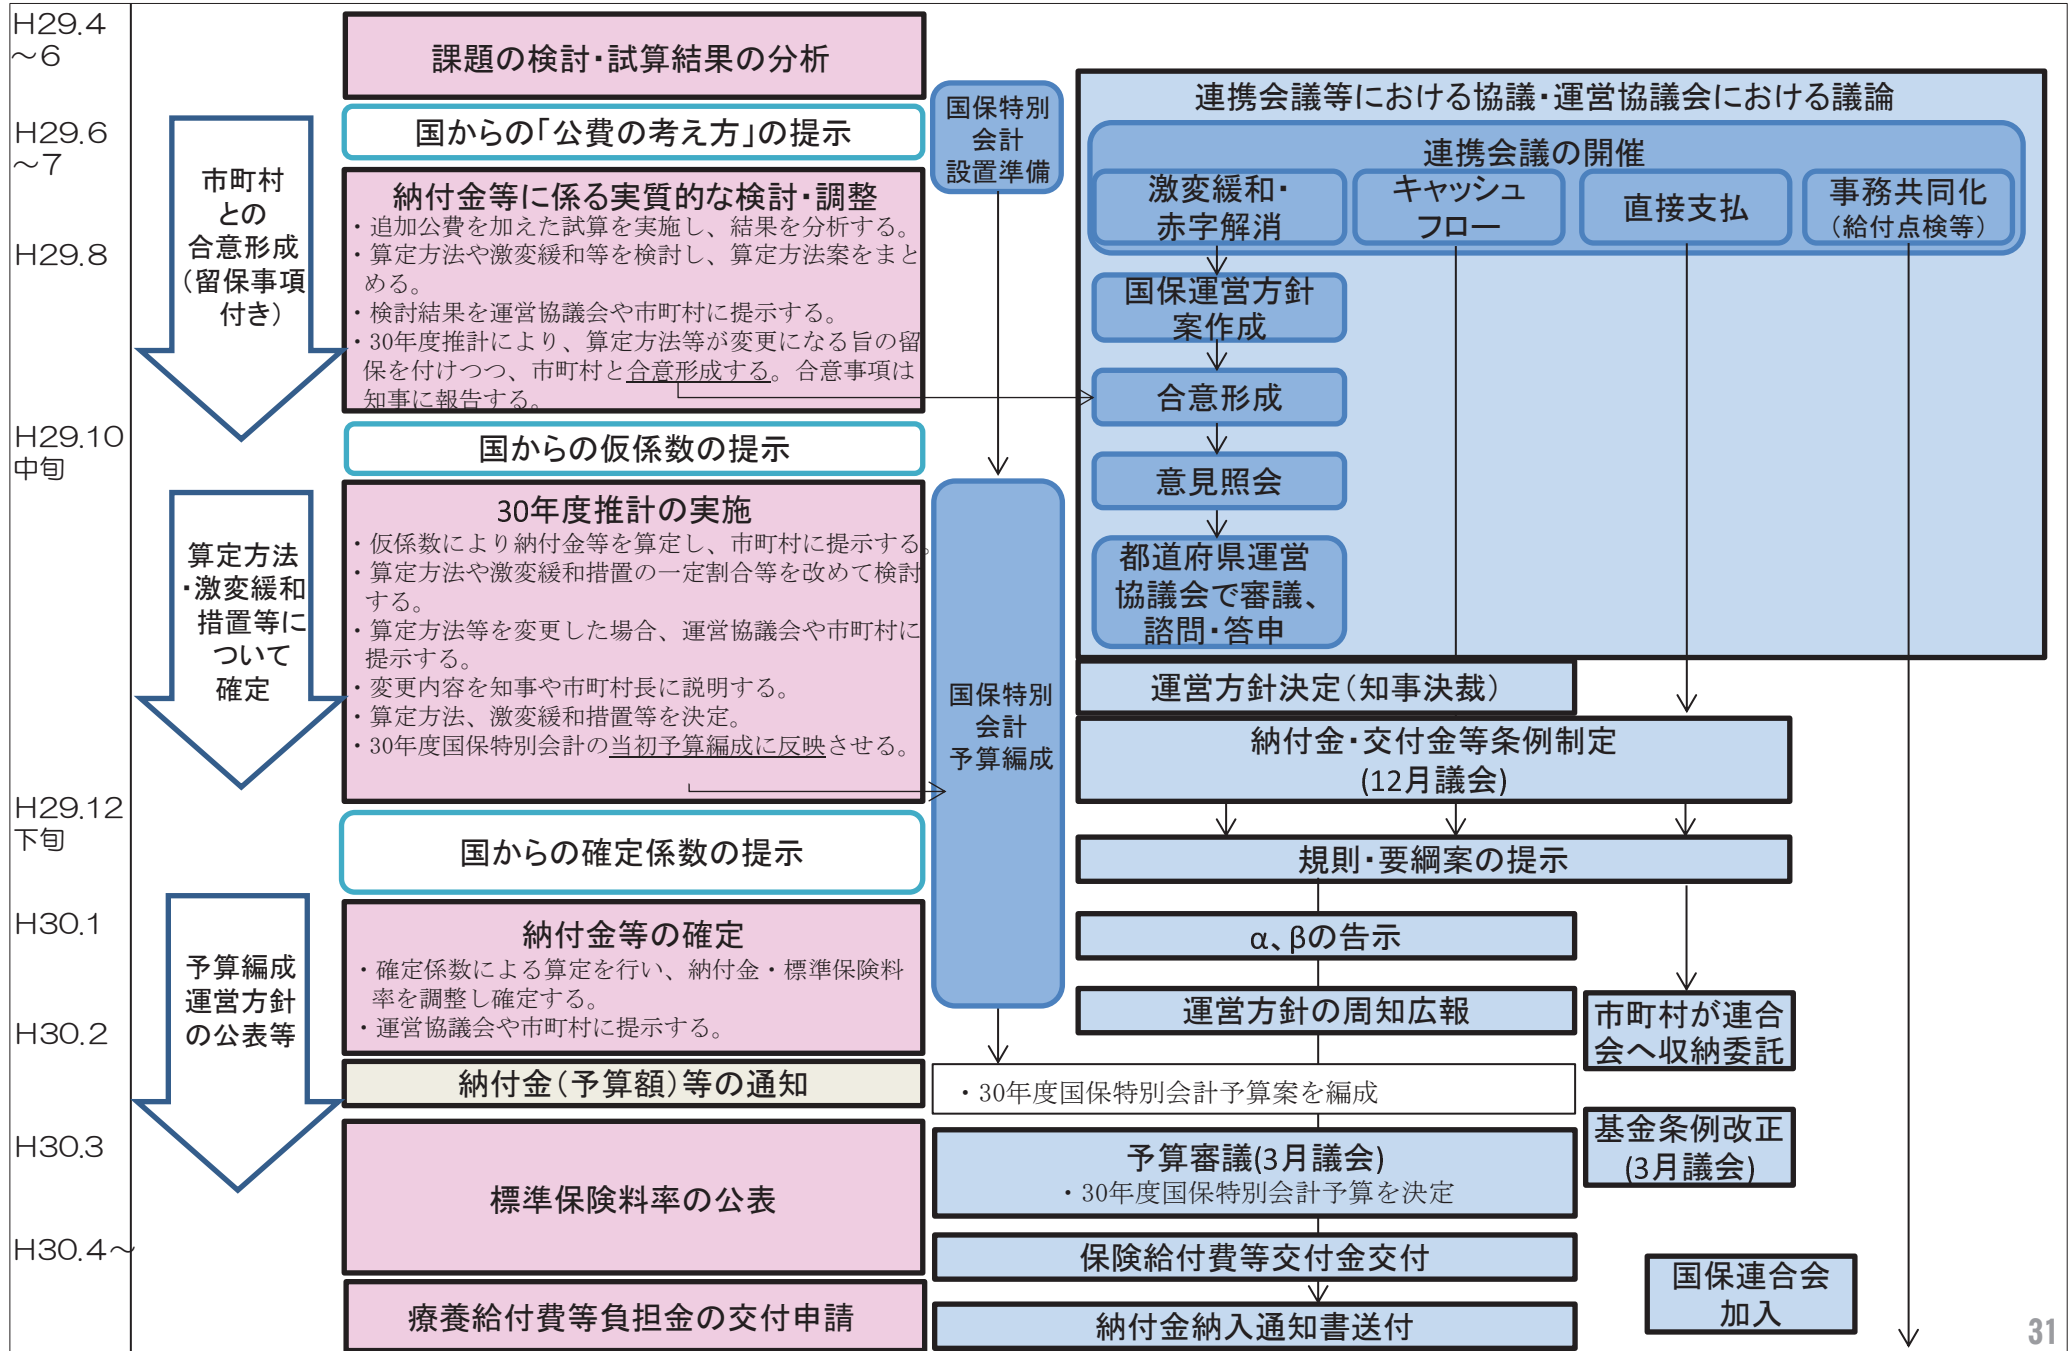 H29.4
～6
H29.6
～7
H29.8
H29.10
中旬
H29.12
下旬
H30.1
H30.2
H30.3
H30.4～
市町村
との
合意形成
（留保事項
付き）
算定方法
・激変緩和
措置等に
ついて
確定
予算編成
運営方針
の公表等
課題の検討・試算結果の分析
国からの「公費の考え方」の提示
納付金等に係る実質的な検討・調整
・追加公費を加えた試算を実施し、結果を分析する。
・算定方法や激変緩和等を検討し、算定方法案をまと
める。
・検討結果を運営協議会や市町村に提示する。
・30年度推計により、算定方法等が変更になる旨の留
保を付けつつ、市町村と合意形成する。合意事項は
知事に報告する。
国からの仮係数の提示
30年度推計の実施
・仮係数により納付金等を算定し、市町村に提示する。
・算定方法や激変緩和措置の一定割合等を改めて検討
する。
・算定方法等を変更した場合、運営協議会や市町村に
提示する。
・変更内容を知事や市町村長に説明する。
・算定方法、激変緩和措置等を決定。
・30年度国保特別会計の当初予算編成に反映させる。
国からの確定係数の提示
納付金等の確定
・確定係数による算定を行い、納付金・標準保険料
率を調整し確定する。
・運営協議会や市町村に提示する。
納付金（予算額）等の通知
標準保険料率の公表
療養給付費等負担金の交付申請
国保特別
会計
設置準備
国保特別
会計
予算編成
・30年度国保特別会計予算案を編成
予算審議(3月議会)
・30年度国保特別会計予算を決定
保険給付費等交付金交付
納付金納入通知書送付
連携会議等における協議・運営協議会における議論
連携会議の開催
激変緩和・
赤字解消
キャッシュ
フロー
直接支払
事務共同化
（給付点検等）
国保運営方針
案作成
合意形成
意見照会
都道府県運営
協議会で審議、
諮問・答申
運営方針決定（知事決裁）
納付金・交付金等条例制定
(12月議会)
規則・要綱案の提示
α、βの告示
運営方針の周知広報
市町村が連合
会へ収納委託
基金条例改正
(3月議会)
国保連合会
加入
31